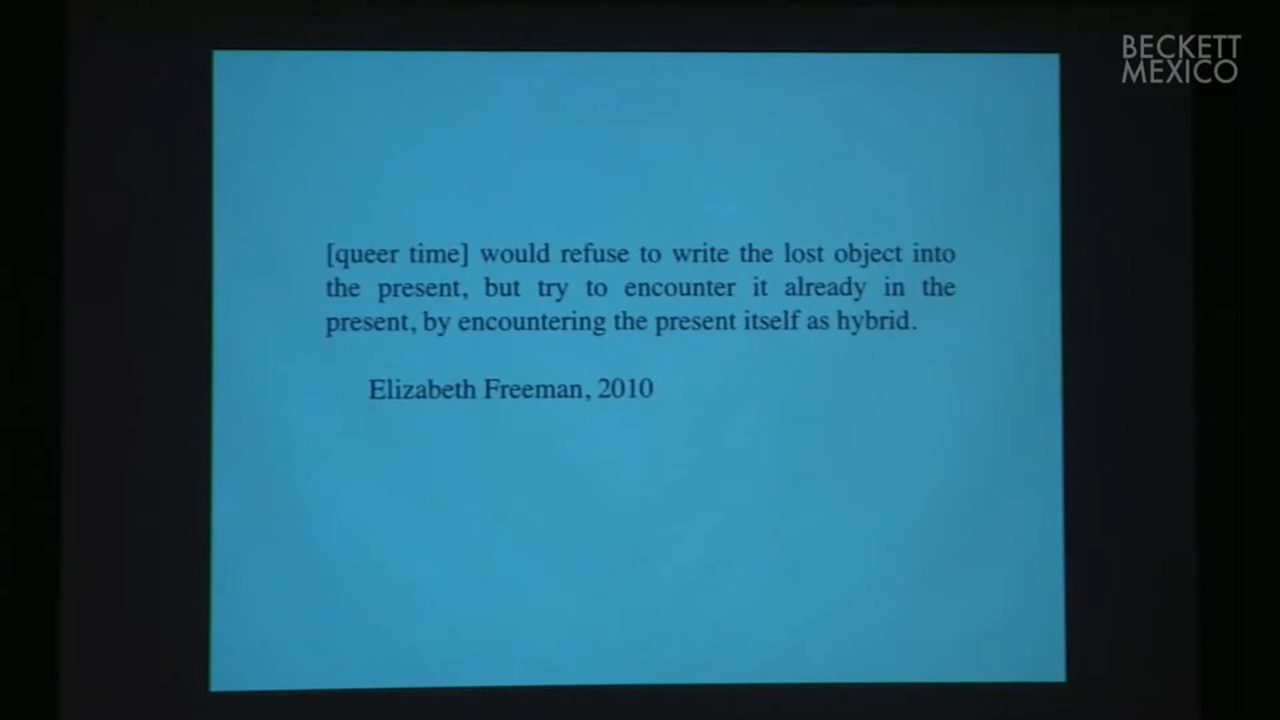 BECKETT
MEXICO
[queer time] would refuse to write the lost object into
the present, but try to encounter it already in the
present, by encountering the present itself as hybrid.
Elizabeth Freeman, 2010